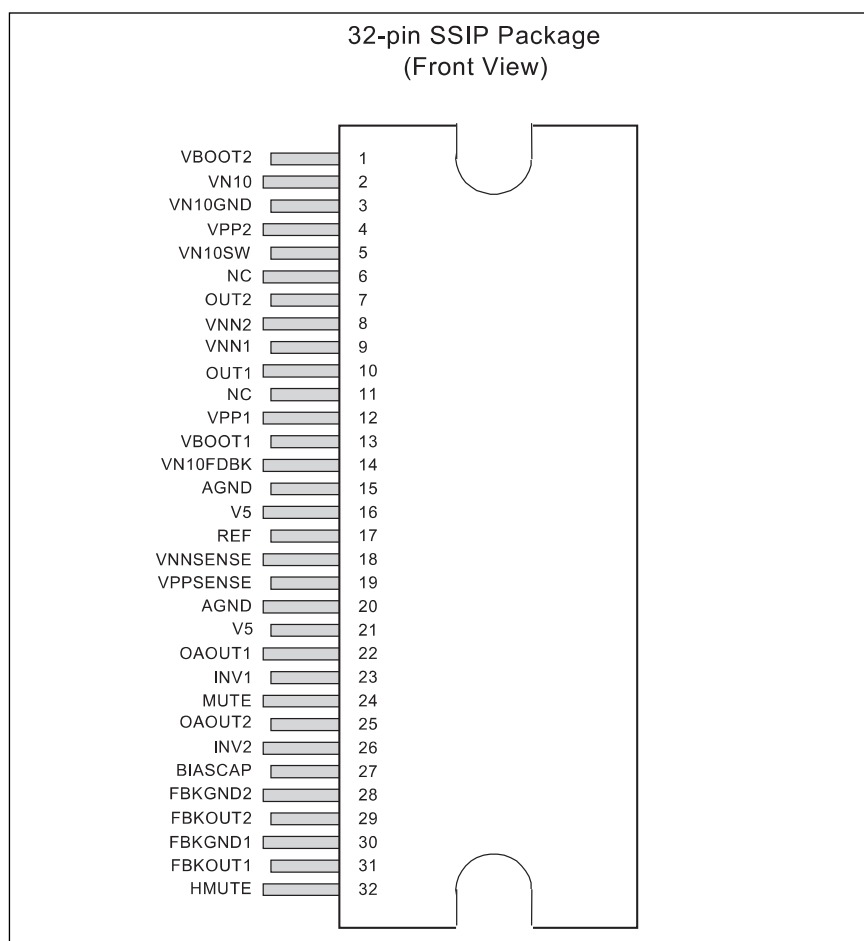 32-pin SSIP Package
(Front View)
VBOOT2 1
VN10 2
VN10GND 3
VPP2 4
VN10SW 5
NC 6
OUT2 7
VNN2 8
VNN1 9
OUT1 10
NC 11
VPP1 12
VBOOT1 13
VN10FDBK 14
AGND 15
V5 16
REF 17
VNNSENSE 18
VPPSENSE 19
AGND 20
V5 21
OAOUT1 22
INV1 23
MUTE 24
OAOUT2 25
INV2 26
BIASCAP 27
FBKGND2 28
FBKOUT2 29
FBKGND1 30
FBKOUT1 31
HMUTE 32